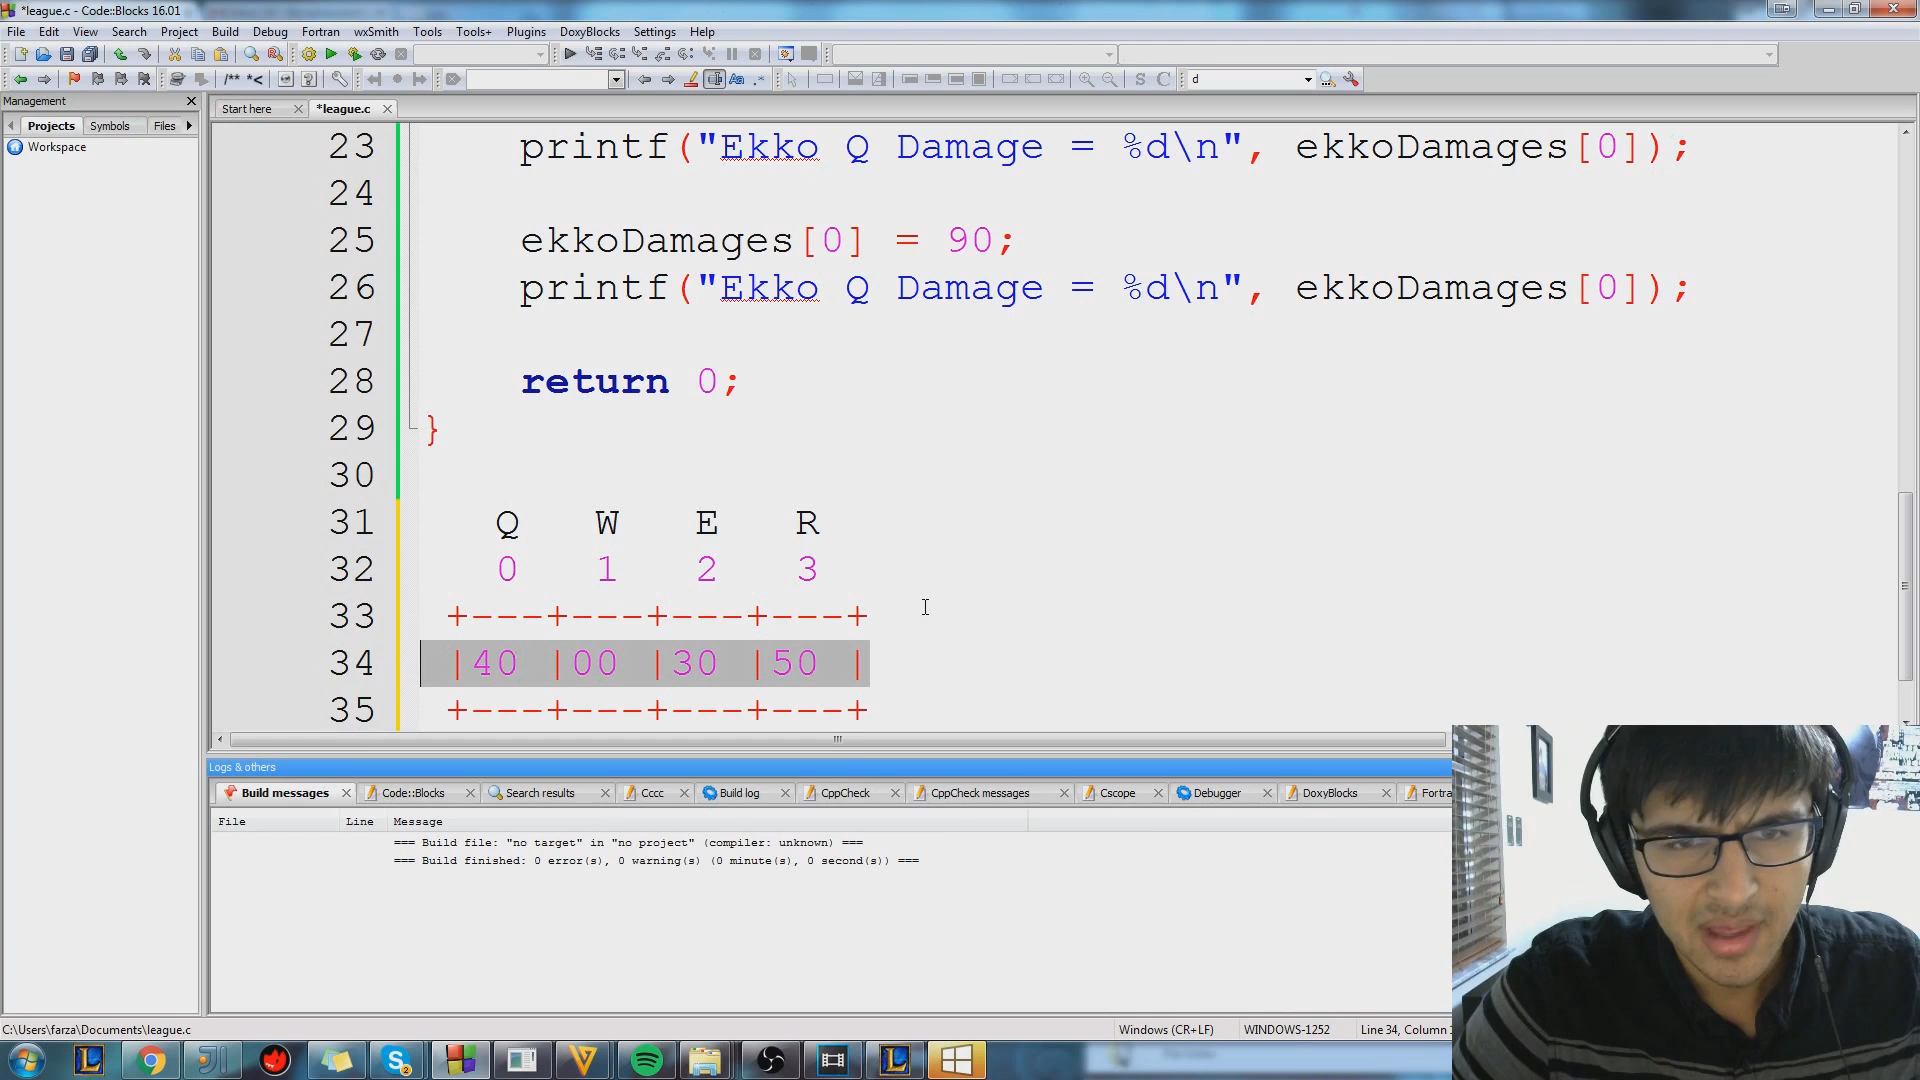 *league.c - Code::Blocks 16.01
File Edit View Search Project Build Debug Fortran wxSmith Tools Tools+ Plugins DoxyBlocks Settings Help
/** *< Aa .* S C d
Management
Start here *league.c
Projects Symbols Files
Workspace
23 printf("Ekko Q Damage = %d\n", ekkoDamages[0]);
24
25 ekkoDamages[0] = 90;
26 printf("Ekko Q Damage = %d\n", ekkoDamages[0]);
27
28 return 0;
29 }
30
31 Q W E R
32 0 1 2 3
33 +---+---+---+---+
34 |40 |00 |30 |50 |
35 +---+---+---+---+
Logs & others
Build messages Code::Blocks Search results Cccc Build log CppCheck CppCheck messages Cscope Debugger DoxyBlocks Fortra
File Line Message
=== Build file: "no target" in "no project" (compiler: unknown) ===
=== Build finished: 0 error(s), 0 warning(s) (0 minute(s), 0 second(s)) ===
C:\Users\farza\Documents\league.c Windows (CR+LF) WINDOWS-1252 Line 34, Column